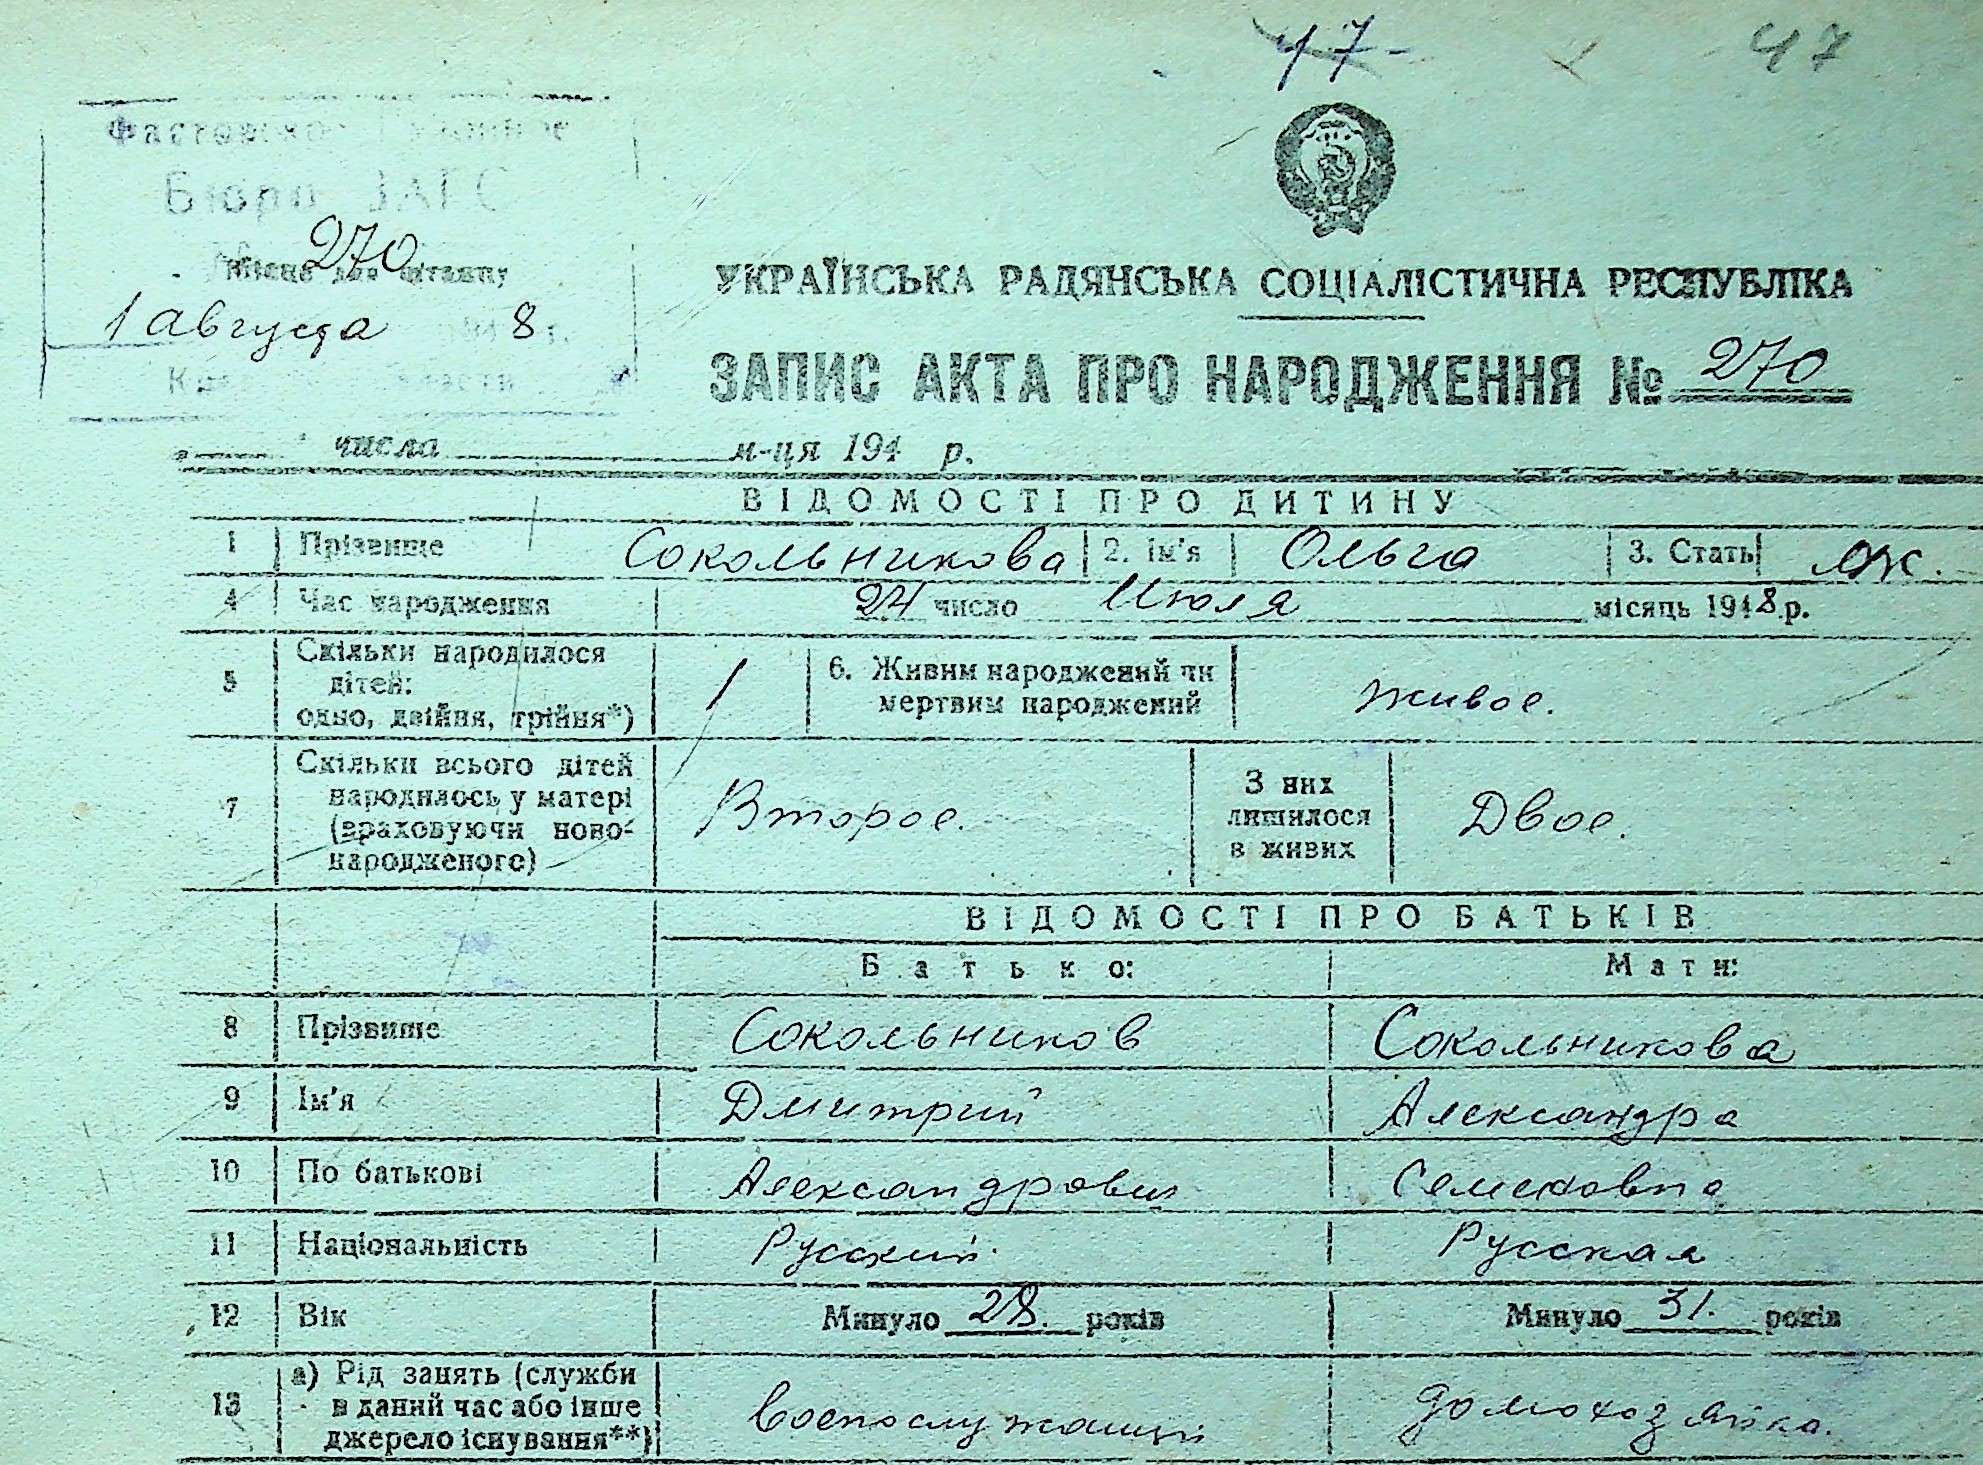 47
47
Бюро ЗАГС
270
Місце для штампу
1 августа 8 г.
УКРАЇНСЬКА РАДЯНСЬКА СОЦІАЛІСТИЧНА РЕСПУБЛІКА
ЗАПИС АКТА ПРО НАРОДЖЕННЯ № 270
числа м-ця 194 р.
ВІДОМОСТІ ПРО ДИТИНУ
1 Прізвище Сокольникова 2. Ім'я Ольга 3. Стать ж.
4 Час народження 24 число Июля місяць 1948 р.
5 Скільки народилося
дітей:
одно, двійня, трійня*) 1
6. Живим народжений чи
мертвим народжений живое.
7 Скільки всього дітей
народилось у матері
(враховуючи ново-
народженого) Второе.
З них
лишилося
в живих Двое.
ВІДОМОСТІ ПРО БАТЬКІВ
Батько: Мати:
8 Прізвище Сокольников Сокольникова
9 Ім'я Дмитрий Александра
10 По батькові Александрович Семеновна
11 Національність Русский. Русская
12 Вік Минуло 28. років Минуло 31. років
13 а) Рід занять (служби
в даний час або інше
джерело існування**) военослужащий домохозяйка.